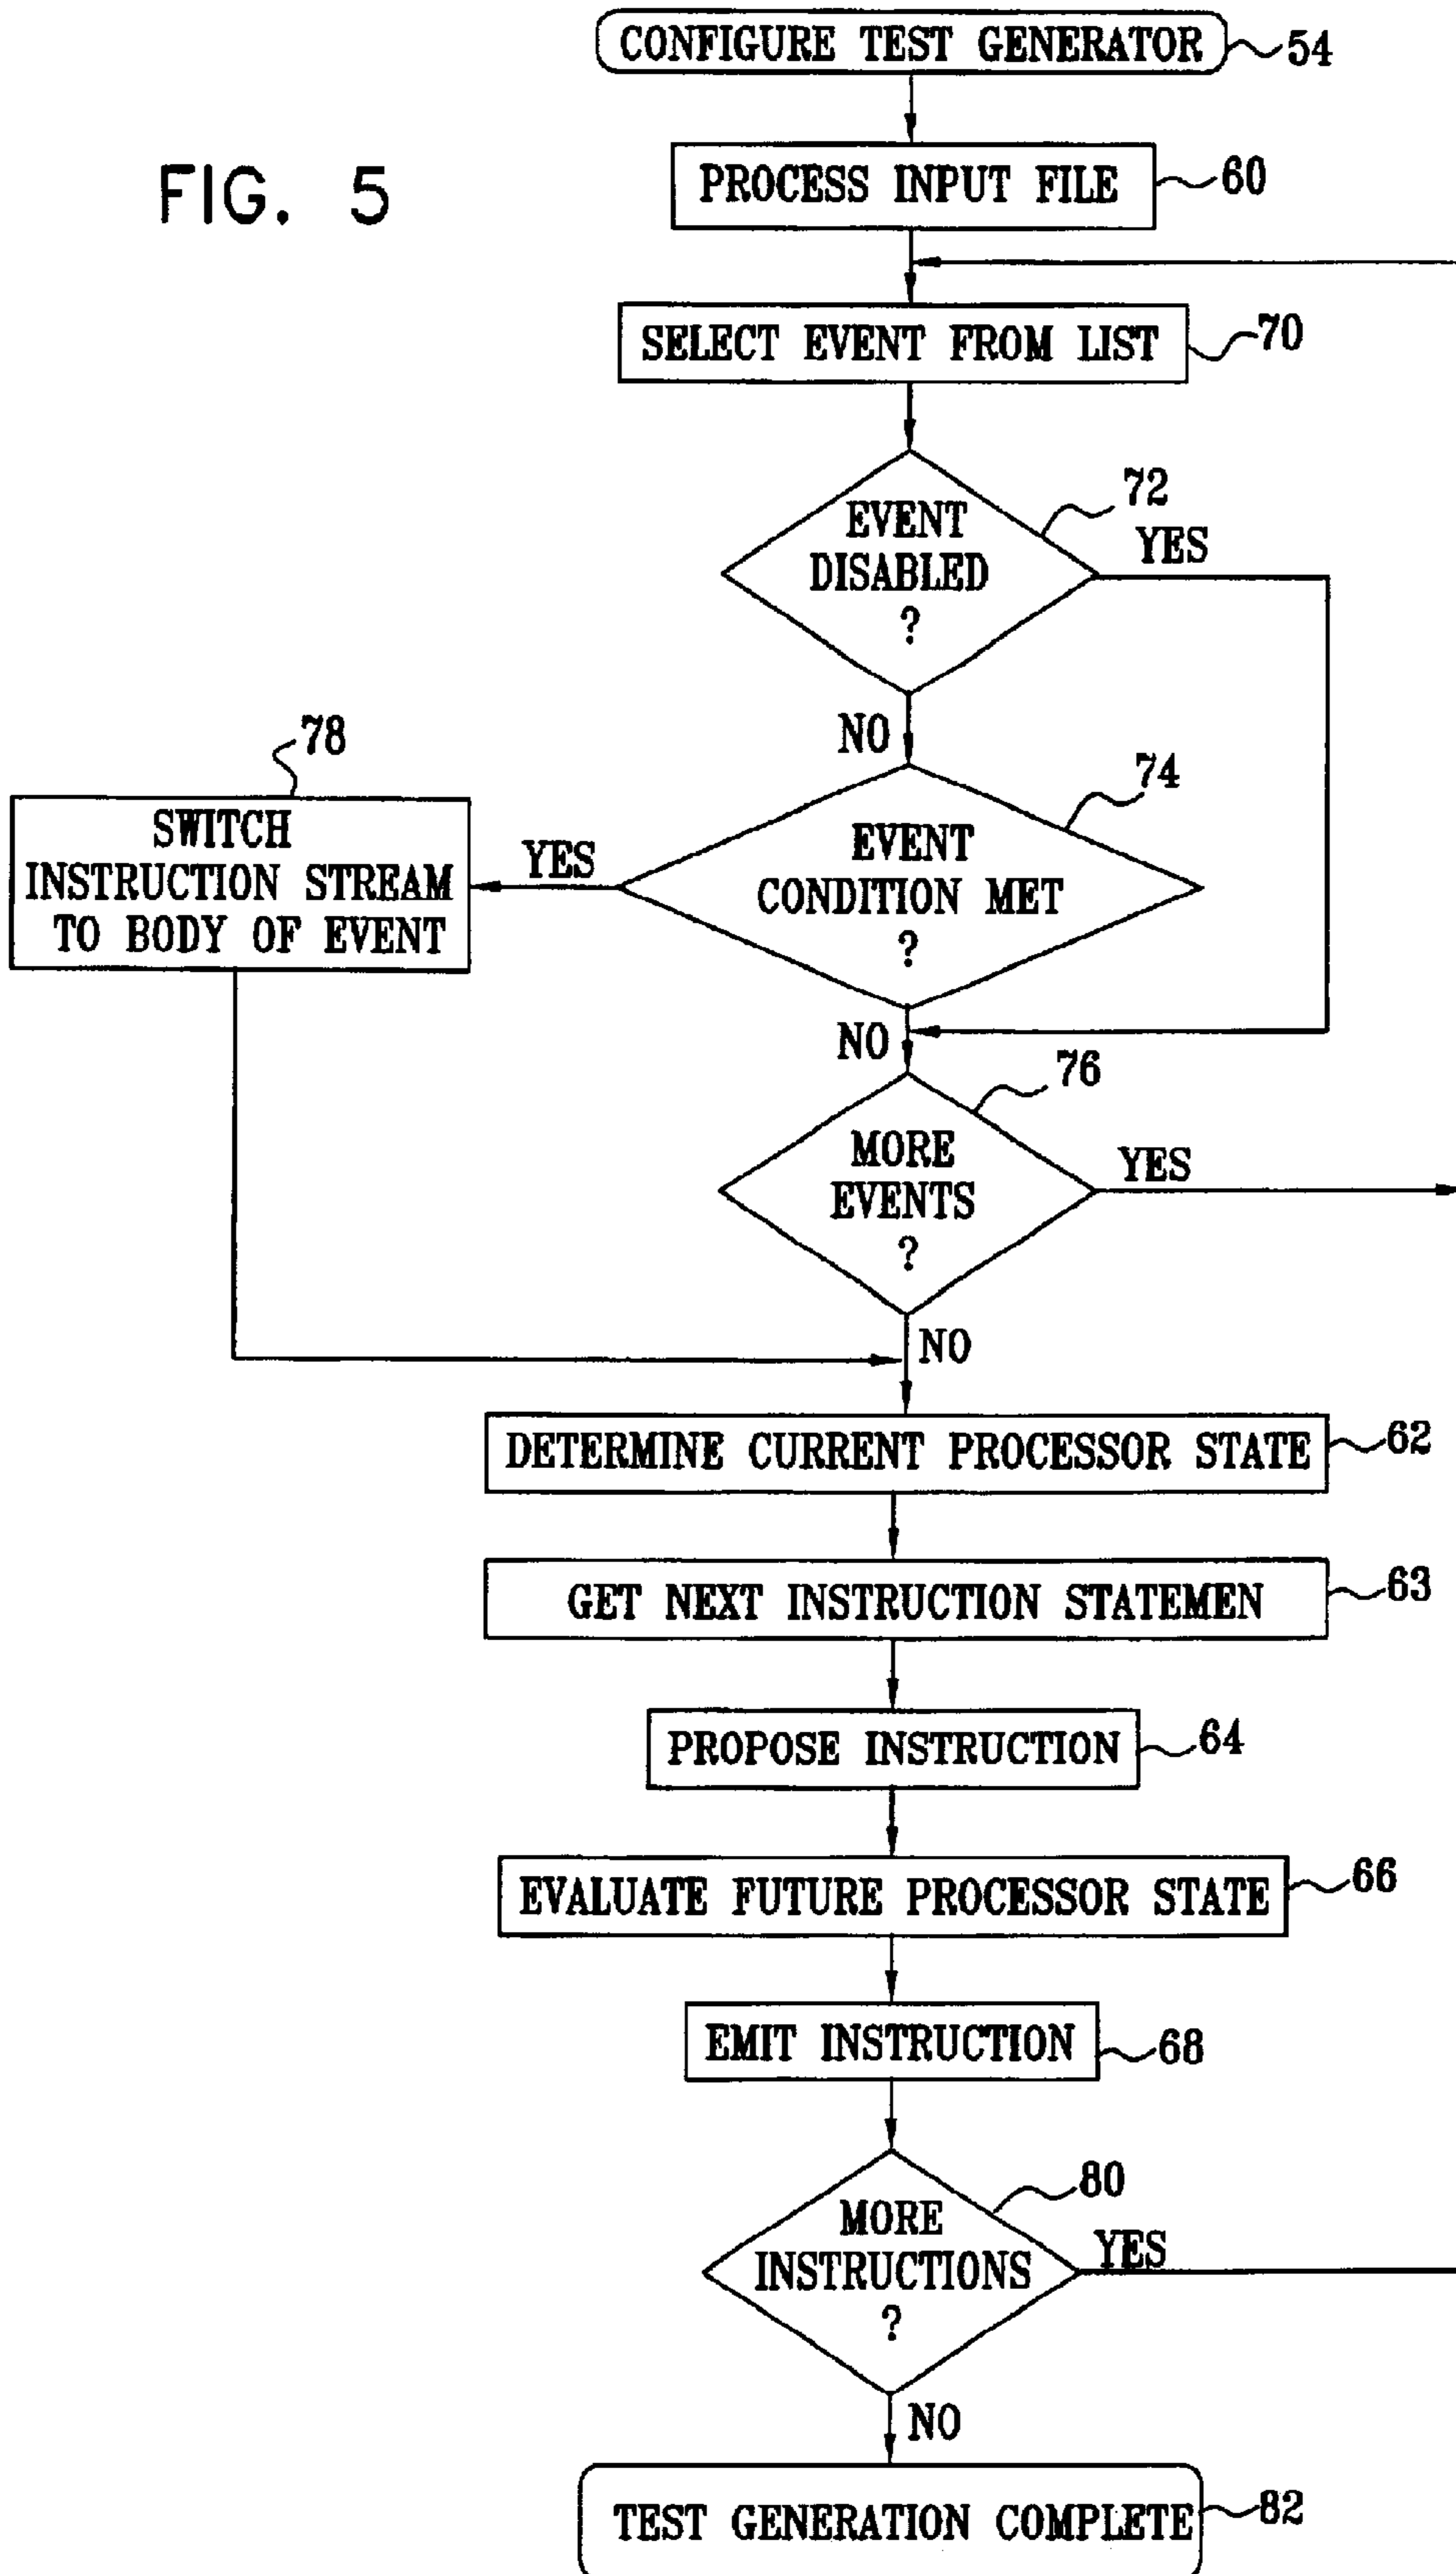 CONFIGURE TEST GENERATOR
54
FIG. 5
PROCESS INPUT FILE
60
SELECT EVENT FROM LIST
70
EVENT
DISABLED
?
72
YES
NO
78
SWITCH
INSTRUCTION STREAM
TO BODY OF EVENT
YES
EVENT
CONDITION MET
?
74
NO
76
MORE
EVENTS
?
YES
NO
DETERMINE CURRENT PROCESSOR STATE
62
GET NEXT INSTRUCTION STATEMEN
63
PROPOSE INSTRUCTION
64
EVALUATE FUTURE PROCESSOR STATE
66
EMIT INSTRUCTION
68
MORE
INSTRUCTIONS
?
80
YES
NO
TEST GENERATION COMPLETE
82